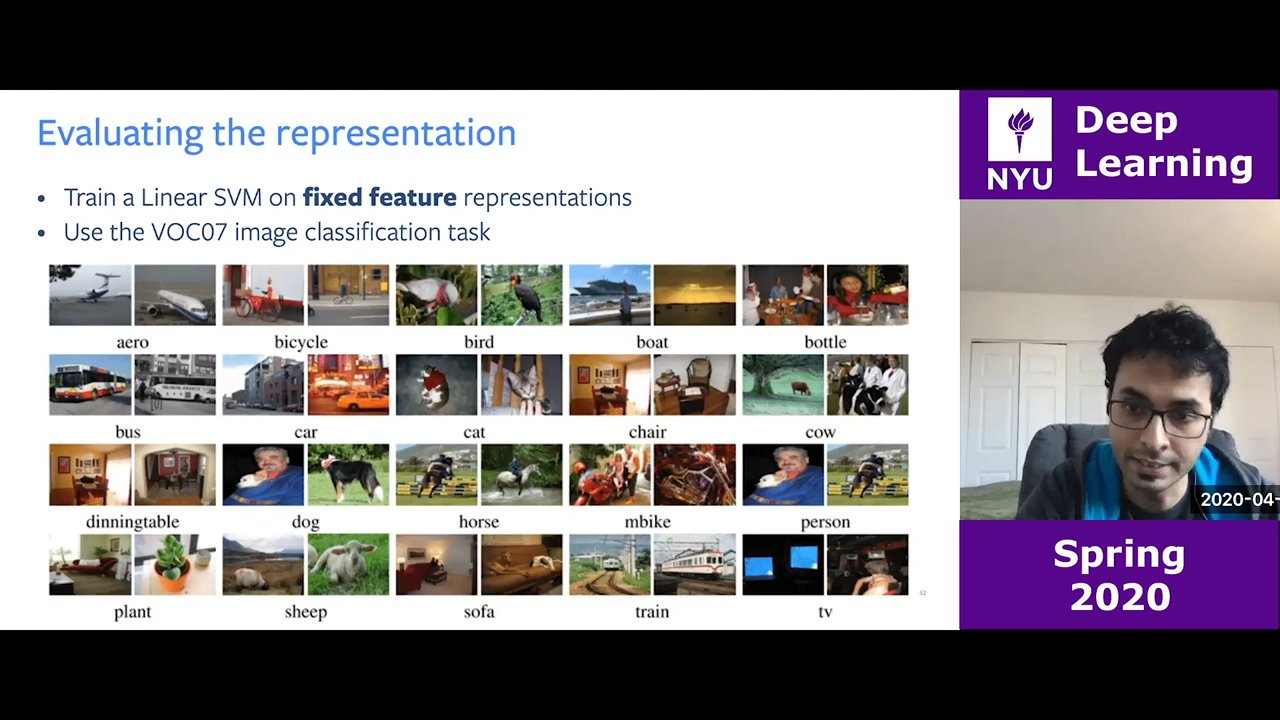 Evaluating the representation
• Train a Linear SVM on fixed feature representations
• Use the VOC07 image classification task
aero bicycle bird boat bottle
bus car cat chair cow
dinningtable dog horse mbike person
plant sheep sofa train tv
52
NYU
Deep
Learning
2020-04-
Spring
2020